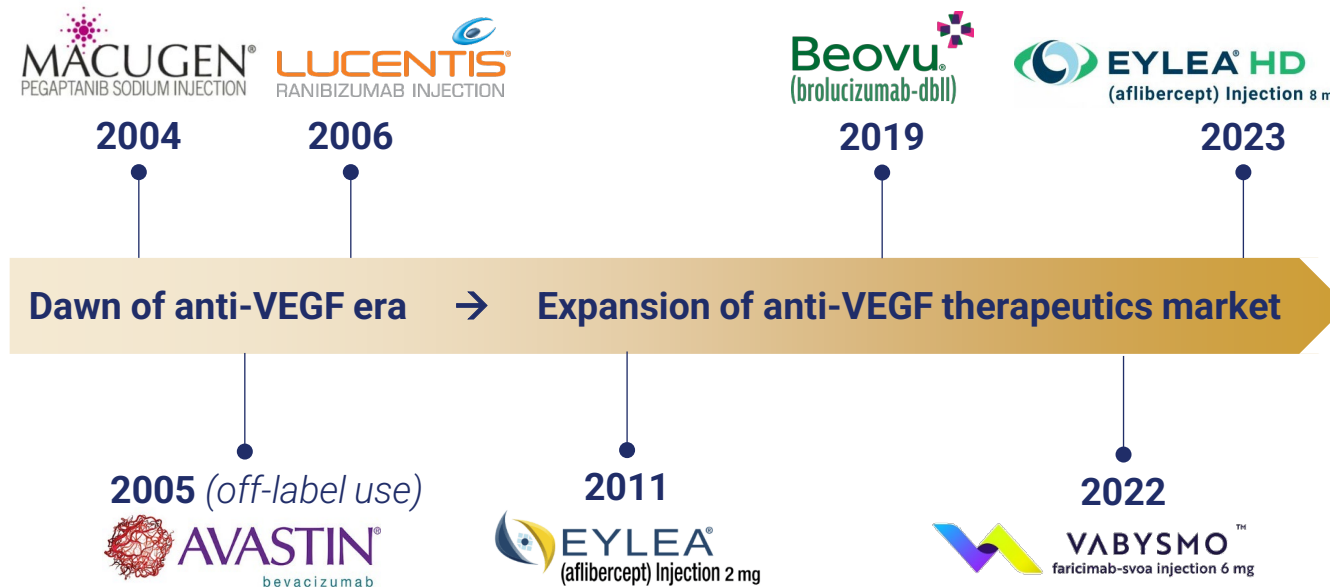 MACUGEN®
PEGAPTANIB SODIUM INJECTION
2004
LUCENTIS®
RANIBIZUMAB INJECTION
2006
Beovu®
(brolucizumab-dbll)
2019
EYLEA® HD
(aflibercept) Injection 8 m
2023
Dawn of anti-VEGF era → Expansion of anti-VEGF therapeutics market
2005 (off-label use)
AVASTIN®
bevacizumab
2011
EYLEA®
(aflibercept) Injection 2 mg
2022
VABYSMO™
faricimab-svoa injection 6 mg